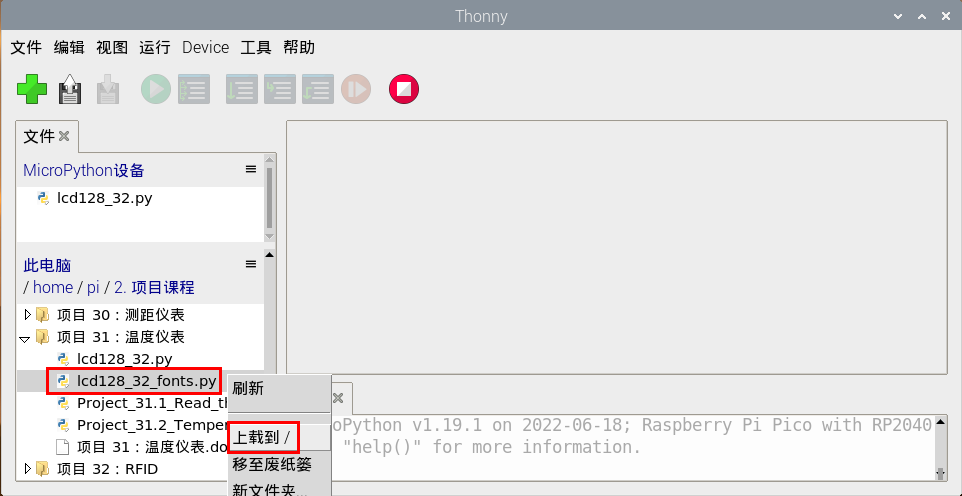 Thonny
文件 编辑 视图 运行 Device 工具 帮助
文件
MicroPython设备
lcd128_32.py
此电脑
/ home / pi / 2. 项目课程
项目 30：测距仪表
项目 31：温度仪表
lcd128_32.py
lcd128_32_fonts.py
刷新
Project_31.1_Read_th
上载到 /
Project_31.2_Temper
roPython v1.19.1 on 2022-06-18; Raspberry Pi Pico with RP2040
项目 31：温度仪表.do
"help()" for more information.
移至废纸篓
项目 32：RFID
新文件夹...